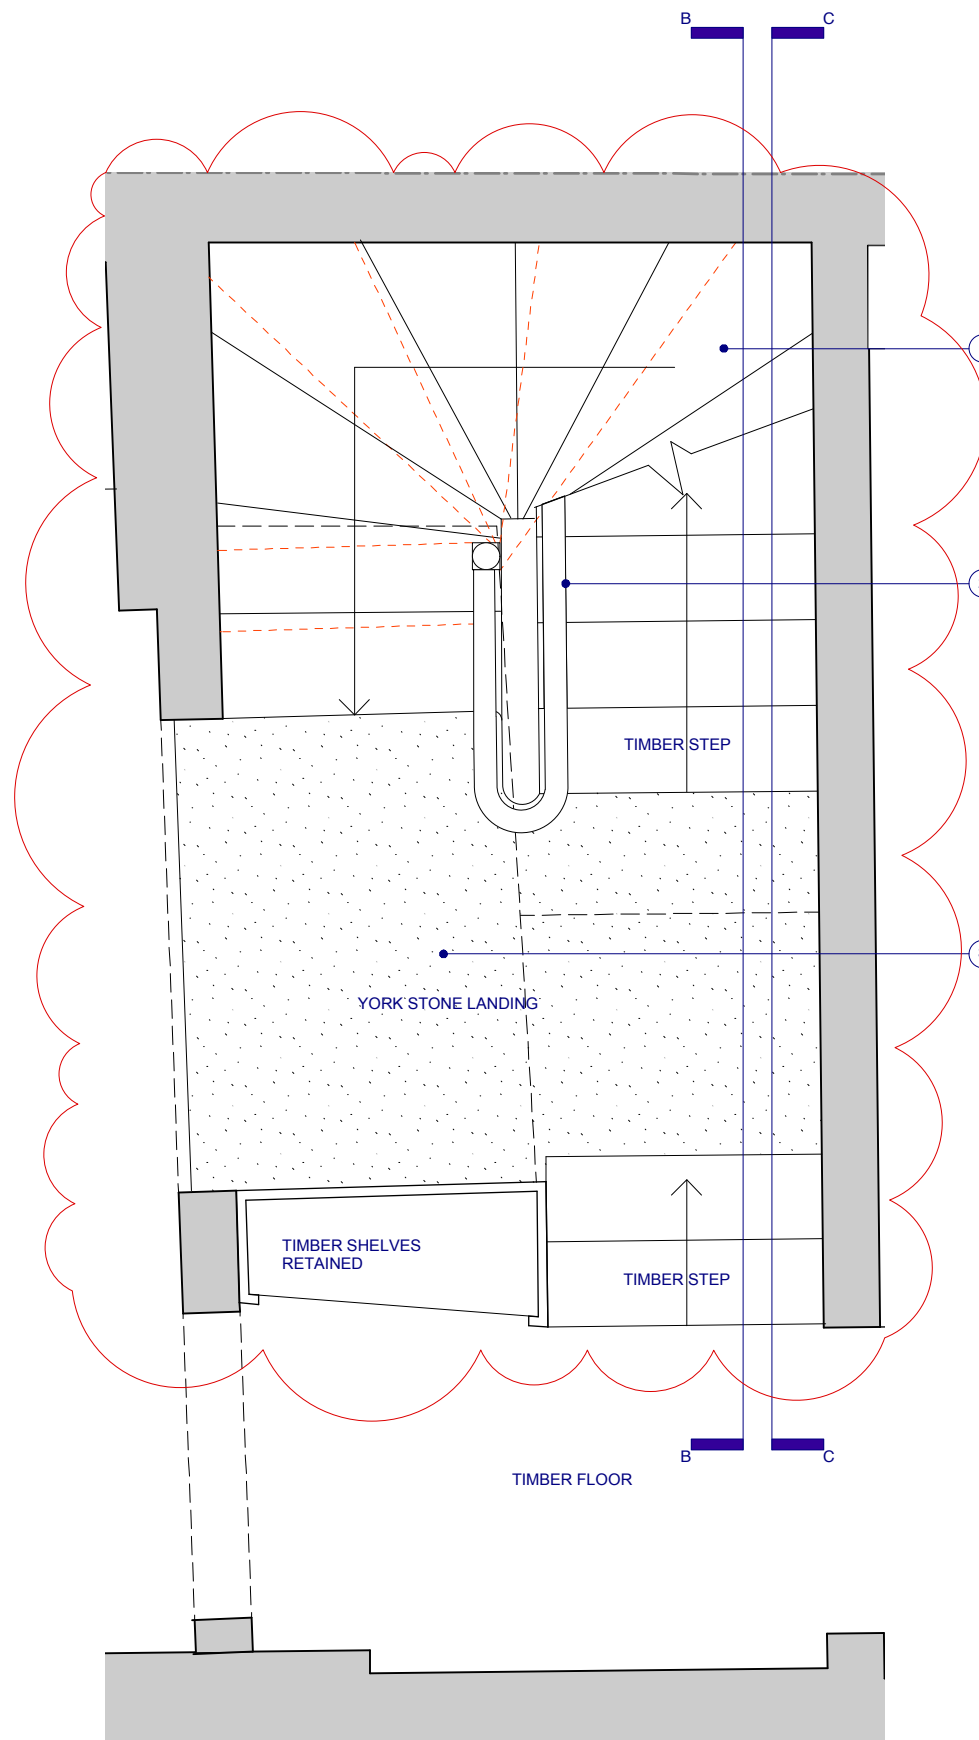 B
C
TIMBER STEP
YORK STONE LANDING
TIMBER SHELVES
RETAINED
TIMBER STEP
B
C
TIMBER FLOOR